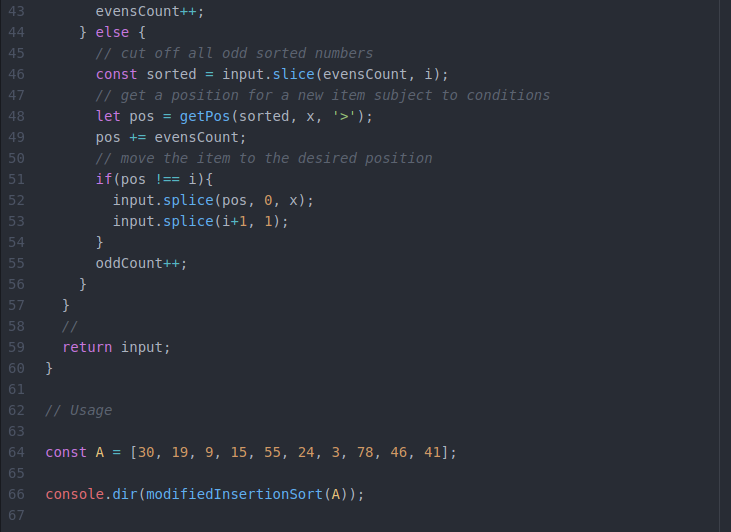 43 evensCount++;
44 } else {
45 // cut off all odd sorted numbers
46 const sorted = input.slice(evensCount, i);
47 // get a position for a new item subject to conditions
48 let pos = getPos(sorted, x, '>');
49 pos += evensCount;
50 // move the item to the desired position
51 if(pos !== i){
52 input.splice(pos, 0, x);
53 input.splice(i+1, 1);
54 }
55 oddCount++;
56 }
57 }
58 //
59 return input;
60 }
61
62 // Usage
63
64 const A = [30, 19, 9, 15, 55, 24, 3, 78, 46, 41];
65
66 console.dir(modifiedInsertionSort(A));
67